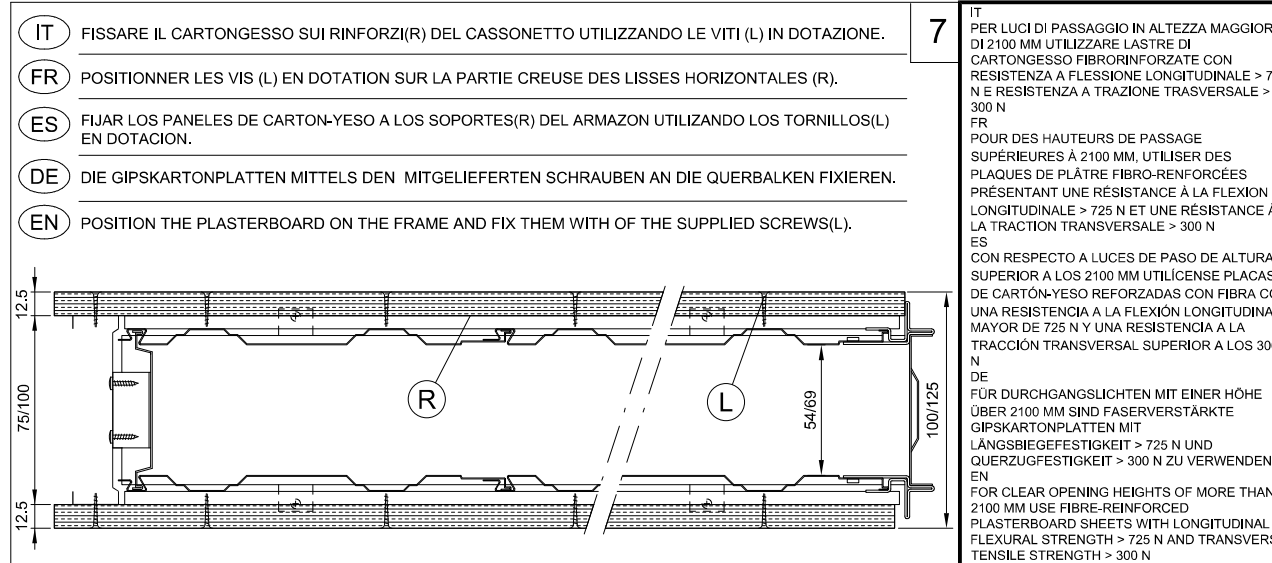 IT FISSARE IL CARTONGESSO SUI RINFORZI(R) DEL CASSONETTO UTILIZZANDO LE VITI (L) IN DOTAZIONE.
FR POSITIONNER LES VIS (L) EN DOTATION SUR LA PARTIE CREUSE DES LISSES HORIZONTALES (R).
ES FIJAR LOS PANELES DE CARTON-YESO A LOS SOPORTES(R) DEL ARMAZON UTILIZANDO LOS TORNILLOS(L)
EN DOTACION.
DE DIE GIPSKARTONPLATTEN MITTELS DEN MITGELIEFERTEN SCHRAUBEN AN DIE QUERBALKEN FIXIEREN.
EN POSITION THE PLASTERBOARD ON THE FRAME AND FIX THEM WITH OF THE SUPPLIED SCREWS(L).
7
12.5
75/100
12.5
R
L
54/69
100/125
IT
PER LUCI DI PASSAGGIO IN ALTEZZA MAGGIOR
DI 2100 MM UTILIZZARE LASTRE DI
CARTONGESSO FIBRORINFORZATE CON
RESISTENZA A FLESSIONE LONGITUDINALE > 7
N E RESISTENZA A TRAZIONE TRASVERSALE >
300 N
FR
POUR DES HAUTEURS DE PASSAGE
SUPÉRIEURES À 2100 MM, UTILISER DES
PLAQUES DE PLÂTRE FIBRO-RENFORCÉES
PRÉSENTANT UNE RÉSISTANCE À LA FLEXION
LONGITUDINALE > 725 N ET UNE RÉSISTANCE À
LA TRACTION TRANSVERSALE > 300 N
ES
CON RESPECTO A LUCES DE PASO DE ALTURA
SUPERIOR A LOS 2100 MM UTILÍCENSE PLACAS
DE CARTÓN-YESO REFORZADAS CON FIBRA CO
UNA RESISTENCIA A LA FLEXIÓN LONGITUDINA
MAYOR DE 725 N Y UNA RESISTENCIA A LA
TRACCIÓN TRANSVERSAL SUPERIOR A LOS 300
N
DE
FÜR DURCHGANGSLICHTEN MIT EINER HÖHE
ÜBER 2100 MM SIND FASERVERSTÄRKTE
GIPSKARTONPLATTEN MIT
LÄNGSBIEGEFESTIGKEIT > 725 N UND
QUERZUGFESTIGKEIT > 300 N ZU VERWENDEN
EN
FOR CLEAR OPENING HEIGHTS OF MORE THAN
2100 MM USE FIBRE-REINFORCED
PLASTERBOARD SHEETS WITH LONGITUDINAL
FLEXURAL STRENGTH > 725 N AND TRANSVERS
TENSILE STRENGTH > 300 N